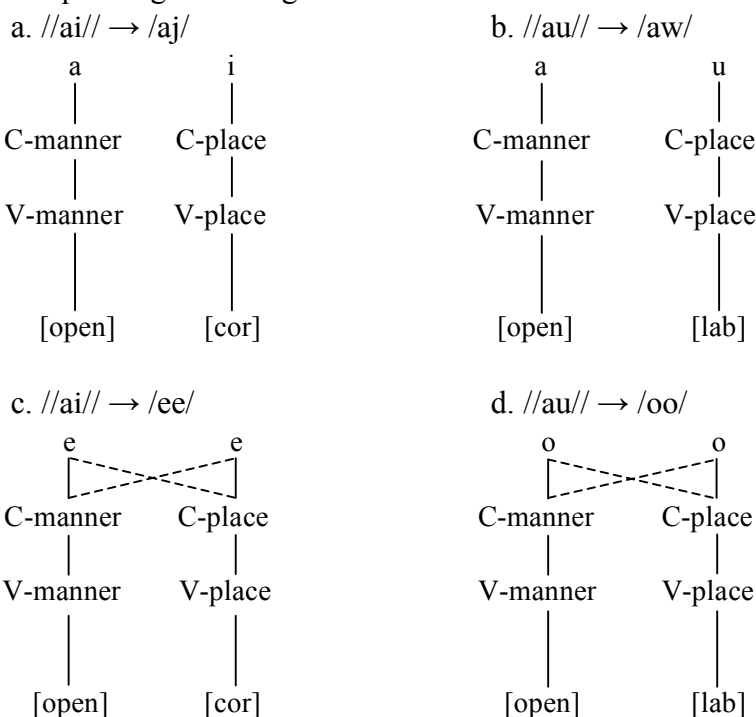 a. //ai// → /aj/ b. //au// → /aw/
a i a u
C-manner C-place C-manner C-place
V-manner V-place V-manner V-place
[open] [cor] [open] [lab]
c. //ai// → /ee/ d. //au// → /oo/
e e o o
C-manner C-place C-manner C-place
V-manner V-place V-manner V-place
[open] [cor] [open] [lab]